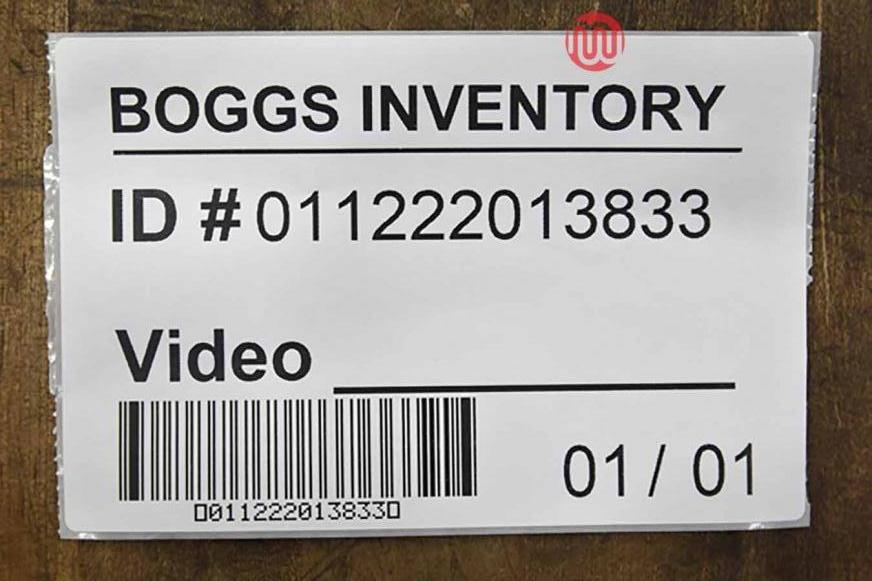 BOGGS INVENTORY
ID # 011222013833
Video
01 / 01
▯011222013833▯